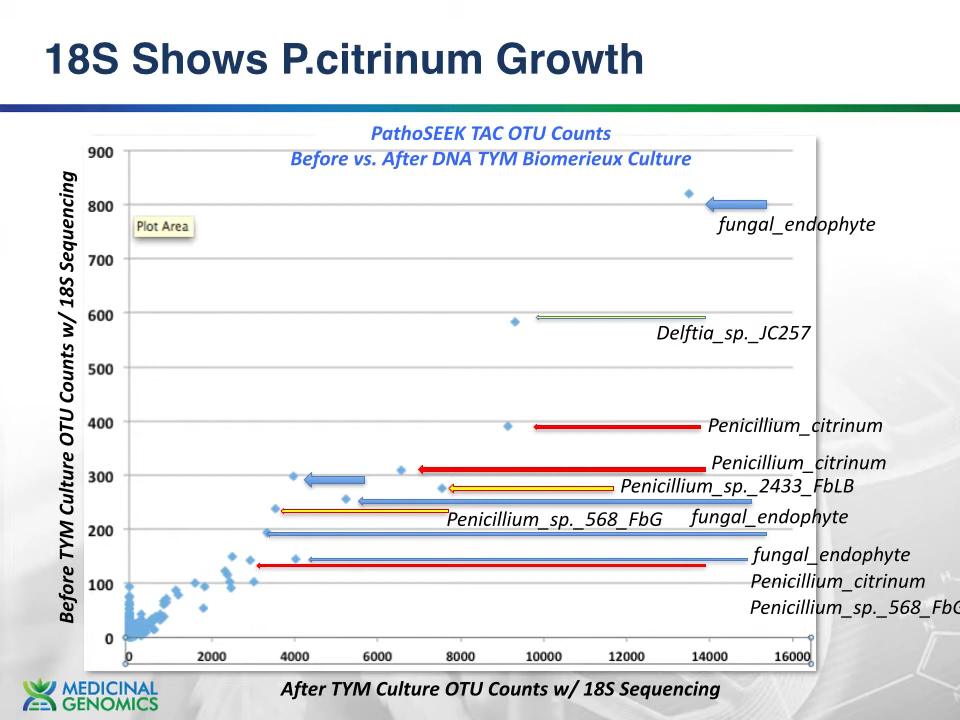 18S Shows P.citrinum Growth
PathoSEEK TAC OTU Counts
Before vs. After DNA TYM Biomerieux Culture
Before TYM Culture OTU Counts w/ 18S Sequencing
900
800
700
600
500
400
300
200
100
0
Plot Area
fungal_endophyte
Delftia_sp._JC257
Penicillium_citrinum
Penicillium_citrinum
Penicillium_sp._2433_FbLB
Penicillium_sp._568_FbG
fungal_endophyte
fungal_endophyte
Penicillium_citrinum
Penicillium_sp._568_FbG
0 2000 4000 6000 8000 10000 12000 14000 16000
After TYM Culture OTU Counts w/ 18S Sequencing
MEDICINAL
GENOMICS